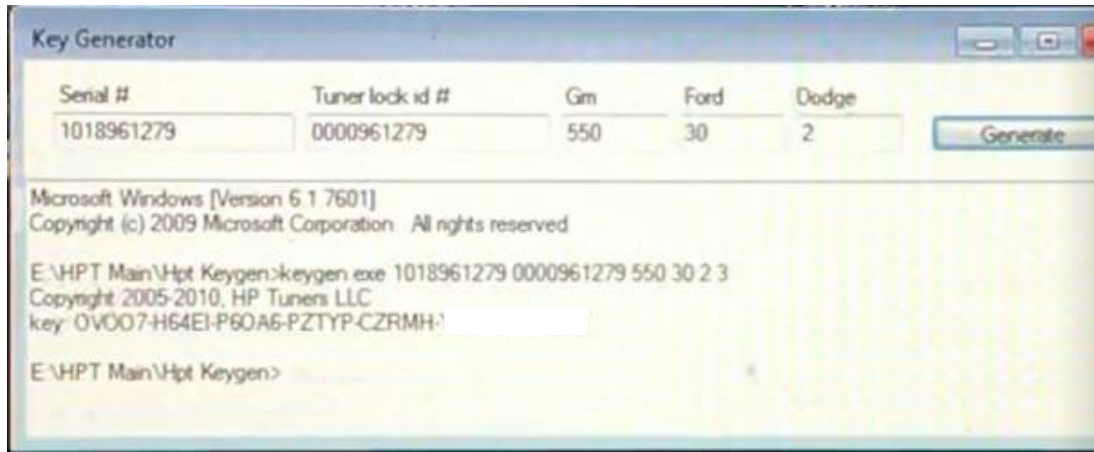 Key Generator
Serial # Tuner lock id # Gm Ford Dodge
1018961279 0000961279 550 30 2 Generate
Microsoft Windows [Version 6.1.7601]
Copyright (c) 2009 Microsoft Corporation. All rights reserved.
E:\HPT Main\Hpt Keygen>keygen.exe 1018961279 0000961279 550 30 2 3
Copyright 2005-2010, HP Tuners LLC
key: OVOO7-H64EI-P6OA6-PZTYP-CZRMH-
E:\HPT Main\Hpt Keygen>